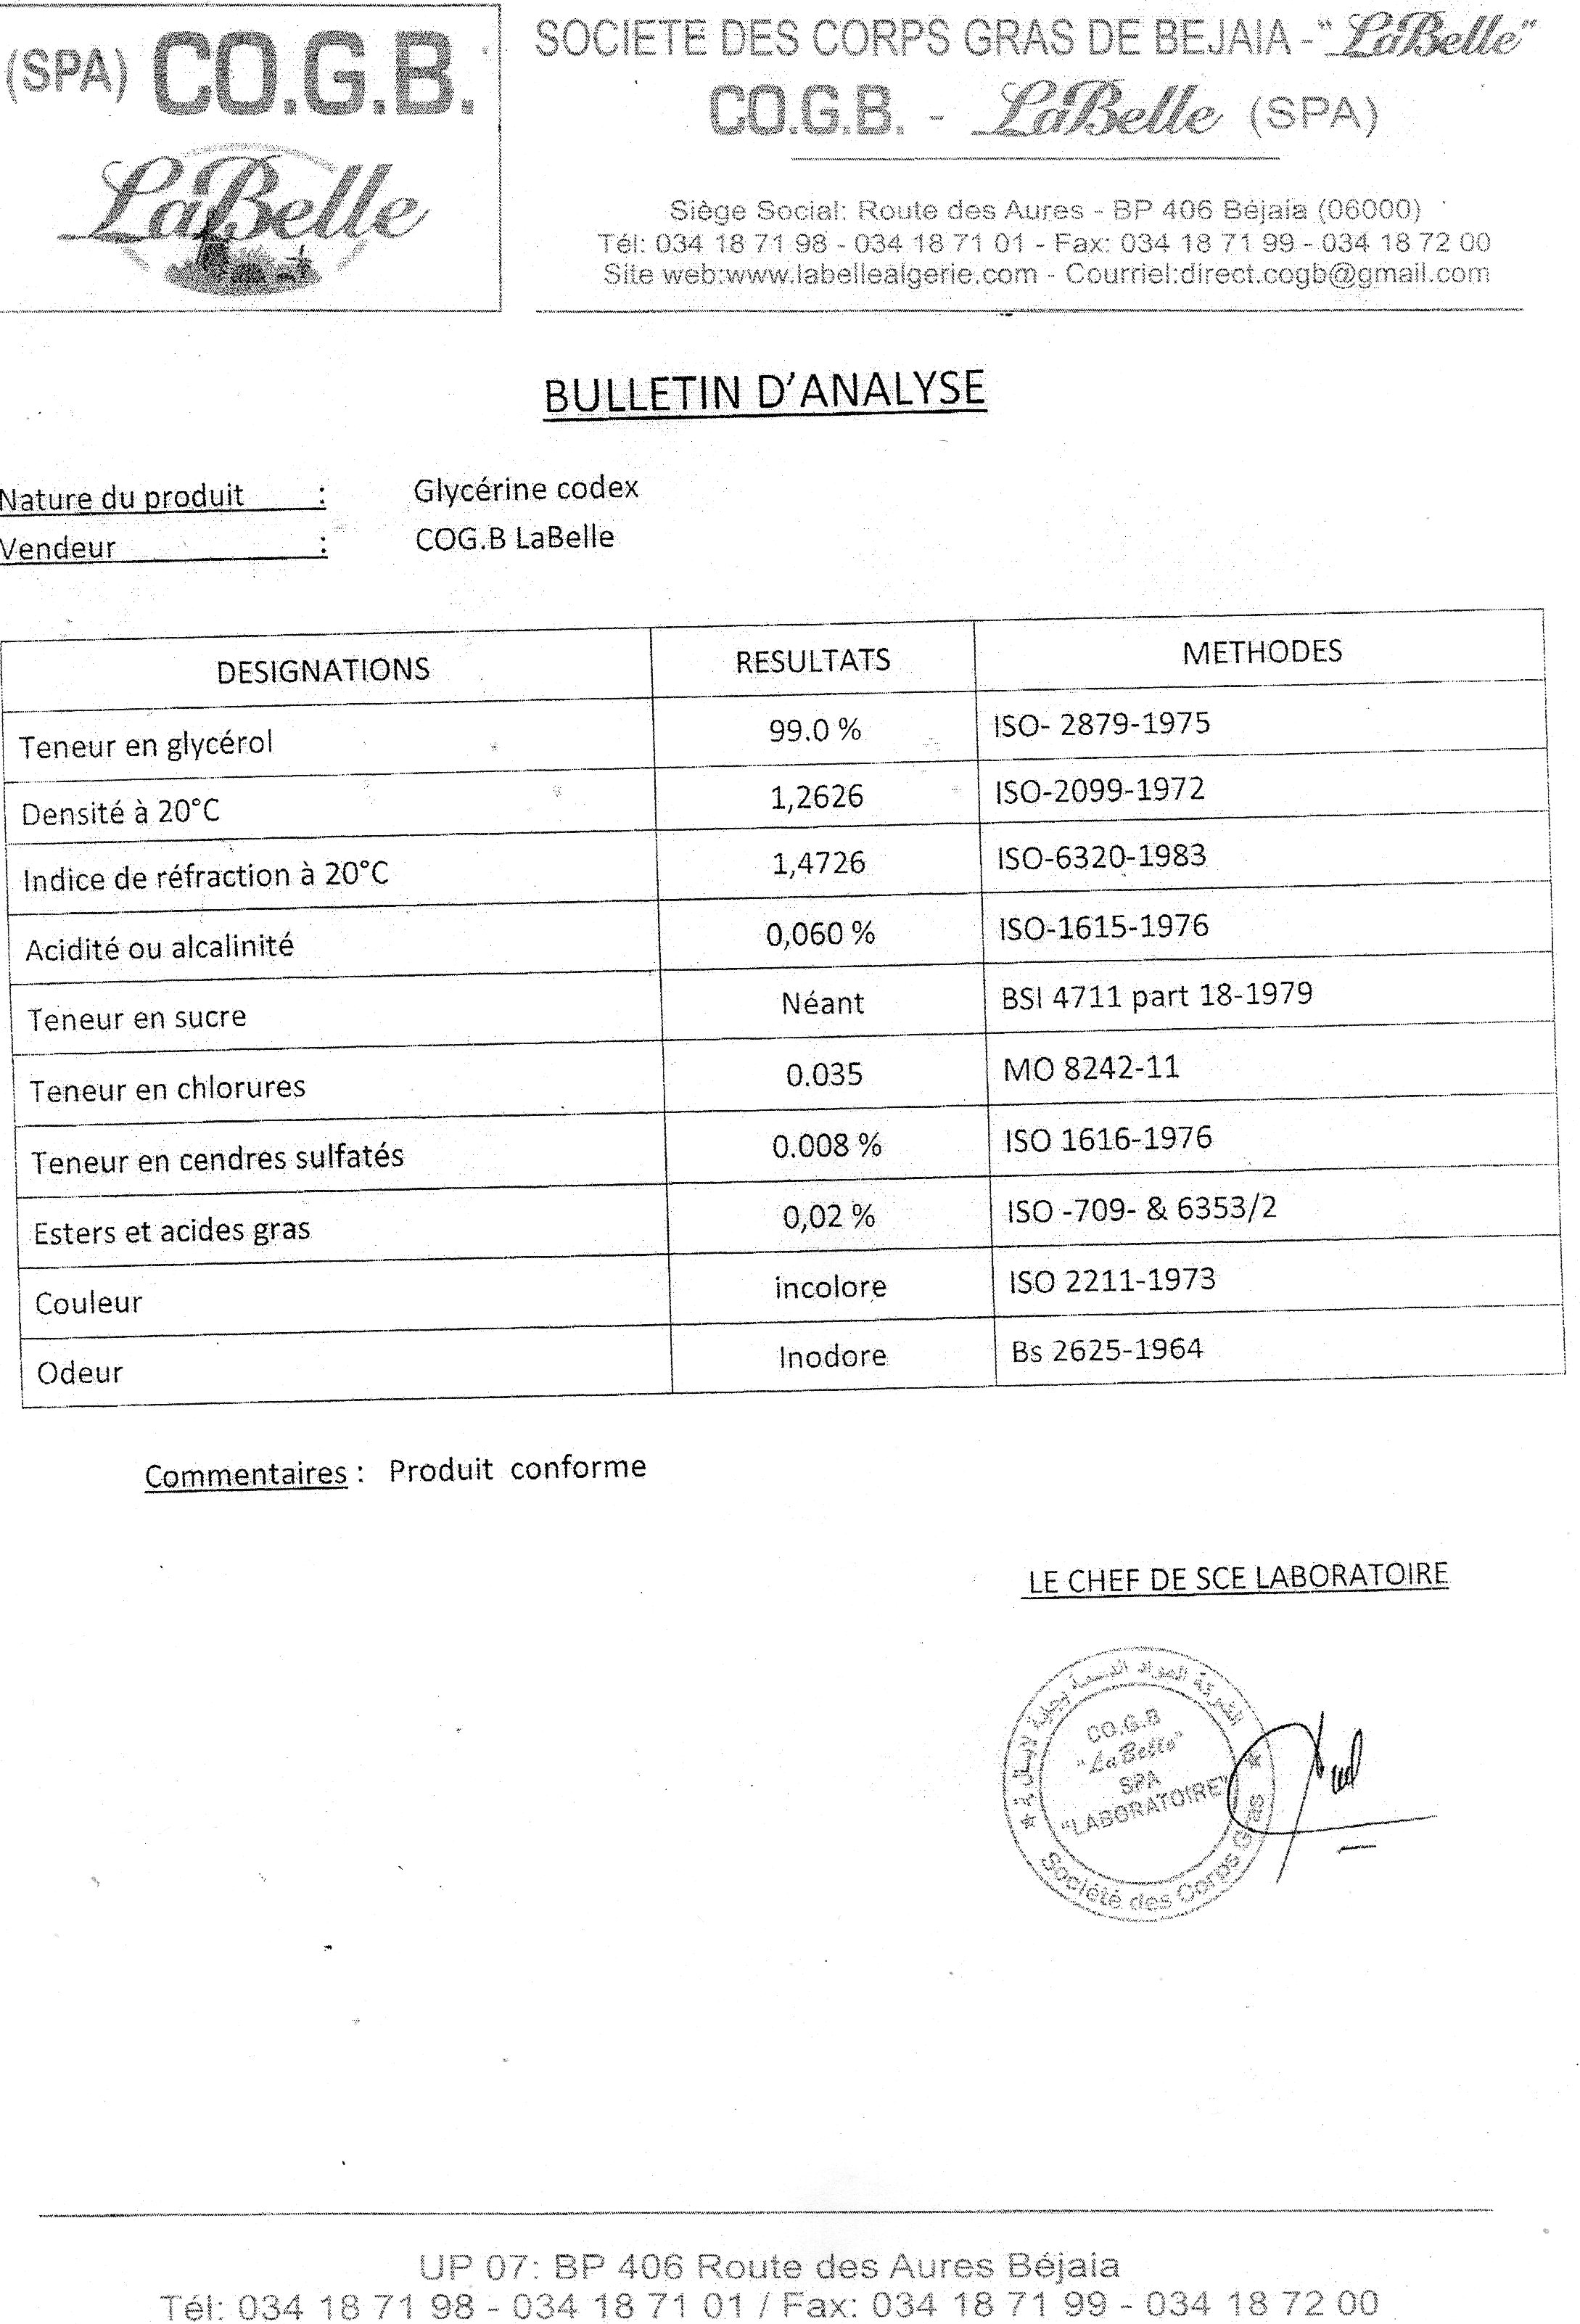 (SPA) CO.G.B.
LaBelle
SOCIETE DES CORPS GRAS DE BEJAIA -"LaBelle"
CO.G.B. - LaBelle (SPA)
Siège Social: Route des Aures - BP 406 Béjaia (06000)
Tél: 034 18 71 98 - 034 18 71 01 - Fax: 034 18 71 99 - 034 18 72 00
Site web:www.labellealgerie.com - Courriel:direct.cogb@gmail.com
BULLETIN D'ANALYSE
Nature du produit : Glycérine codex
Vendeur : COG.B LaBelle
DESIGNATIONS RESULTATS METHODES
Teneur en glycérol 99.0 % ISO- 2879-1975
Densité à 20°C 1,2626 ISO-2099-1972
Indice de réfraction à 20°C 1,4726 ISO-6320-1983
Acidité ou alcalinité 0,060 % ISO-1615-1976
Teneur en sucre Néant BSI 4711 part 18-1979
Teneur en chlorures 0.035 MO 8242-11
Teneur en cendres sulfatés 0.008 % ISO 1616-1976
Esters et acides gras 0,02 % ISO -709- & 6353/2
Couleur incolore ISO 2211-1973
Odeur Inodore Bs 2625-1964
Commentaires : Produit conforme
LE CHEF DE SCE LABORATOIRE
CO.G.B
"LaBelle"
SPA
"LABORATOIRE"
Société des Corps Gras
UP 07: BP 406 Route des Aures Béjaia
Tél: 034 18 71 98 - 034 18 71 01 / Fax: 034 18 71 99 - 034 18 72 00